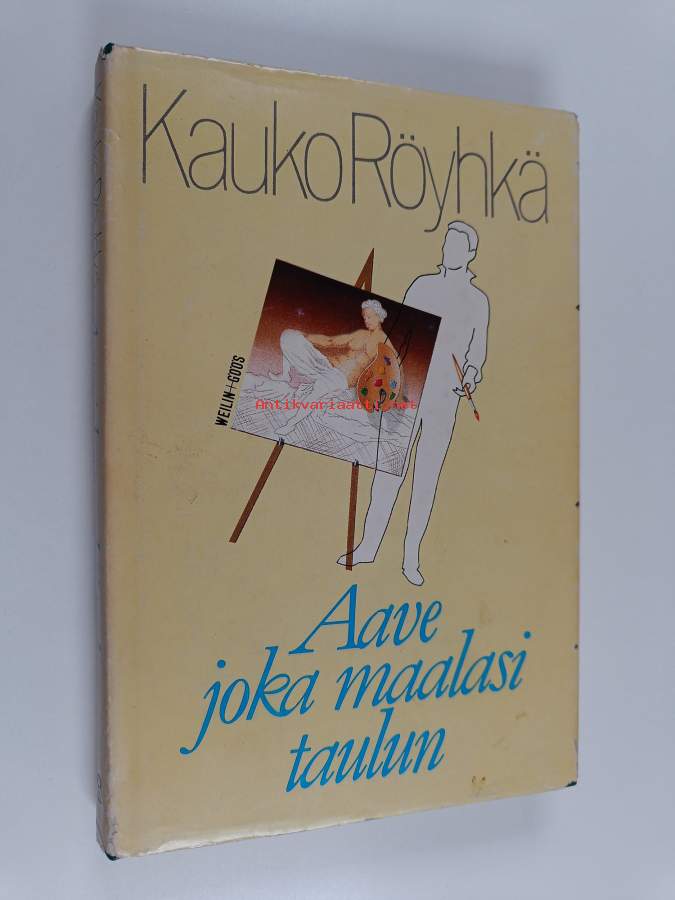 Kauko Röyhkä
WEILIN+GÖÖS
Antikvariaatti.net
Aave
joka maalasi
taulun